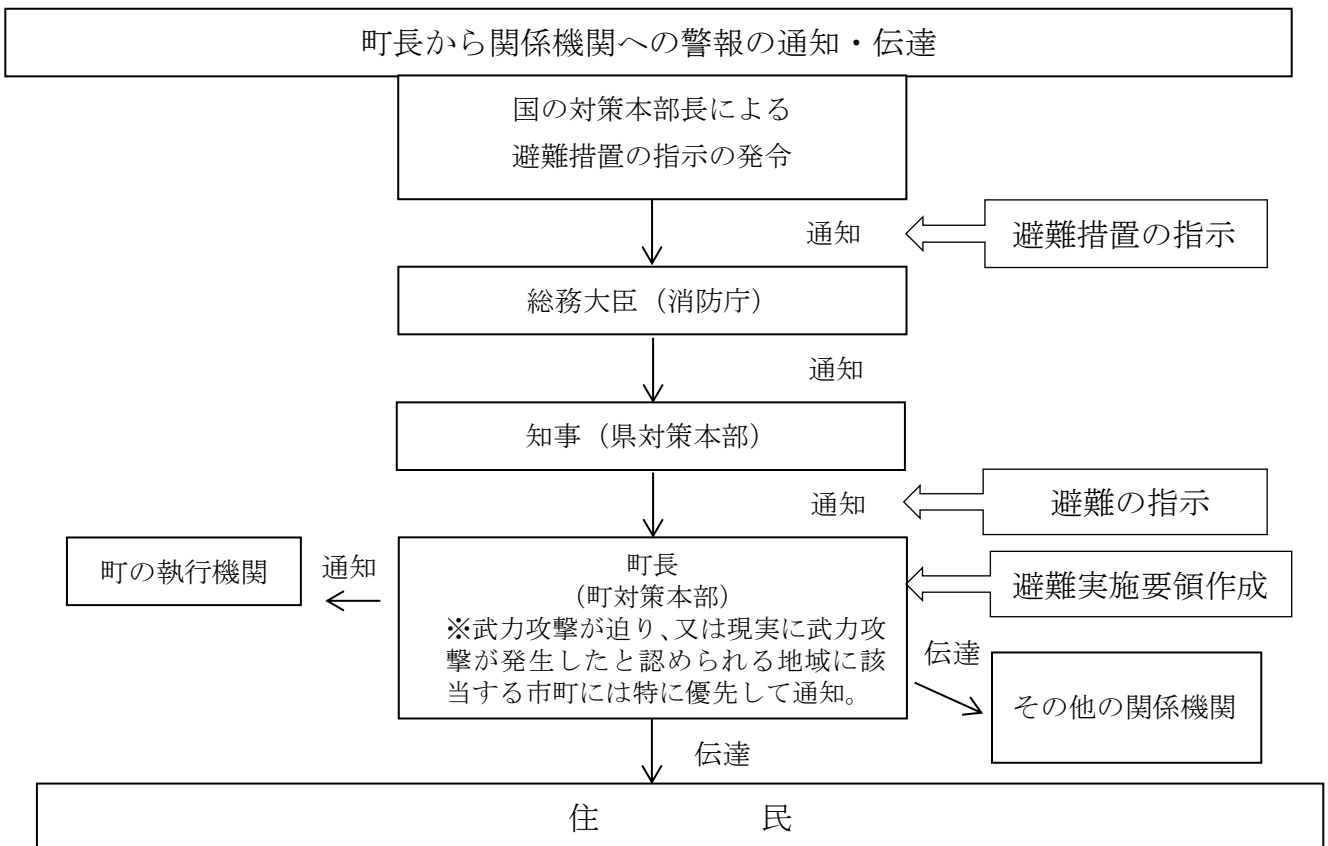 町長から関係機関への警報の通知・伝達
国の対策本部長による
避難措置の指示の発令
通知
避難措置の指示
総務大臣（消防庁）
通知
知事（県対策本部）
通知
避難の指示
町の執行機関
通知
町長
（町対策本部）
※武力攻撃が迫り、又は現実に武力攻
撃が発生したと認められる地域に該
当する市町には特に優先して通知。
避難実施要領作成
伝達
その他の関係機関
伝達
住　　　　民